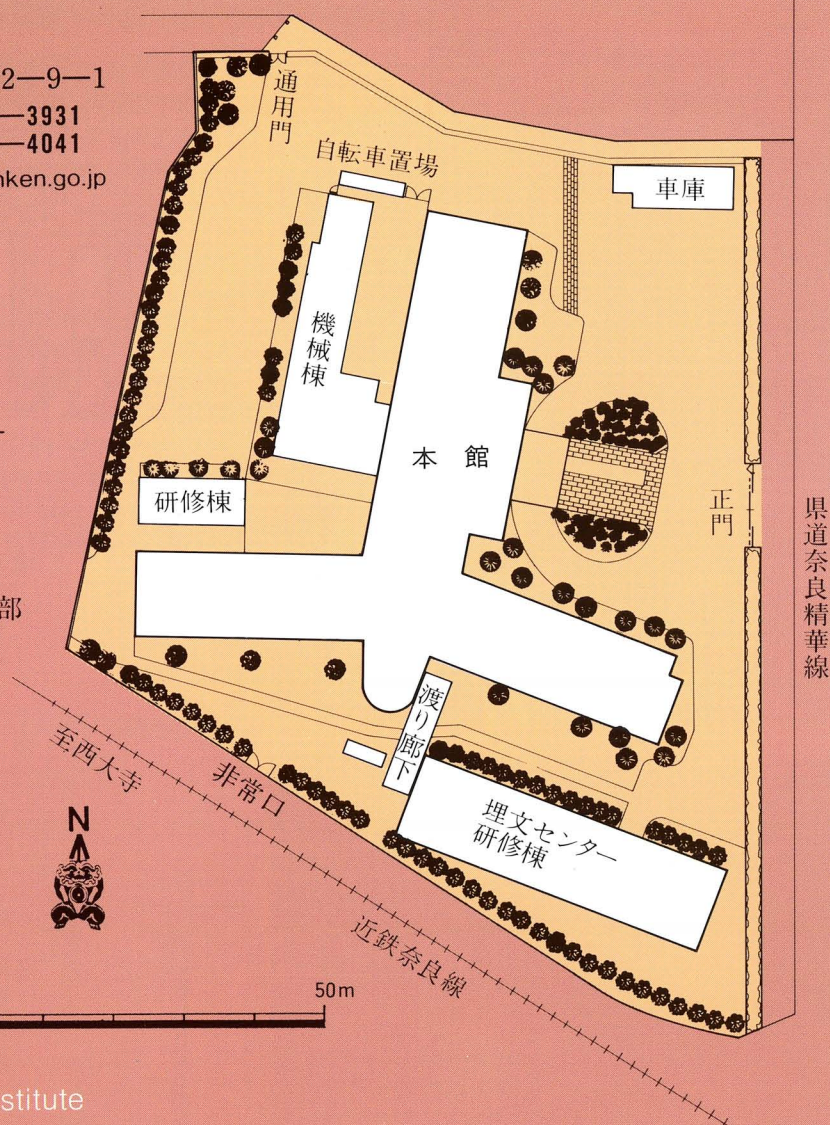 2-9-1
-3931
-4041
nken.go.jp
通用門
自転車置場
車庫
機械棟
本館
研修棟
正門
県道奈良精華線
部
渡り廊下
至西大寺
非常口
埋文センター
研修棟
N
近鉄奈良線
50m
stitute